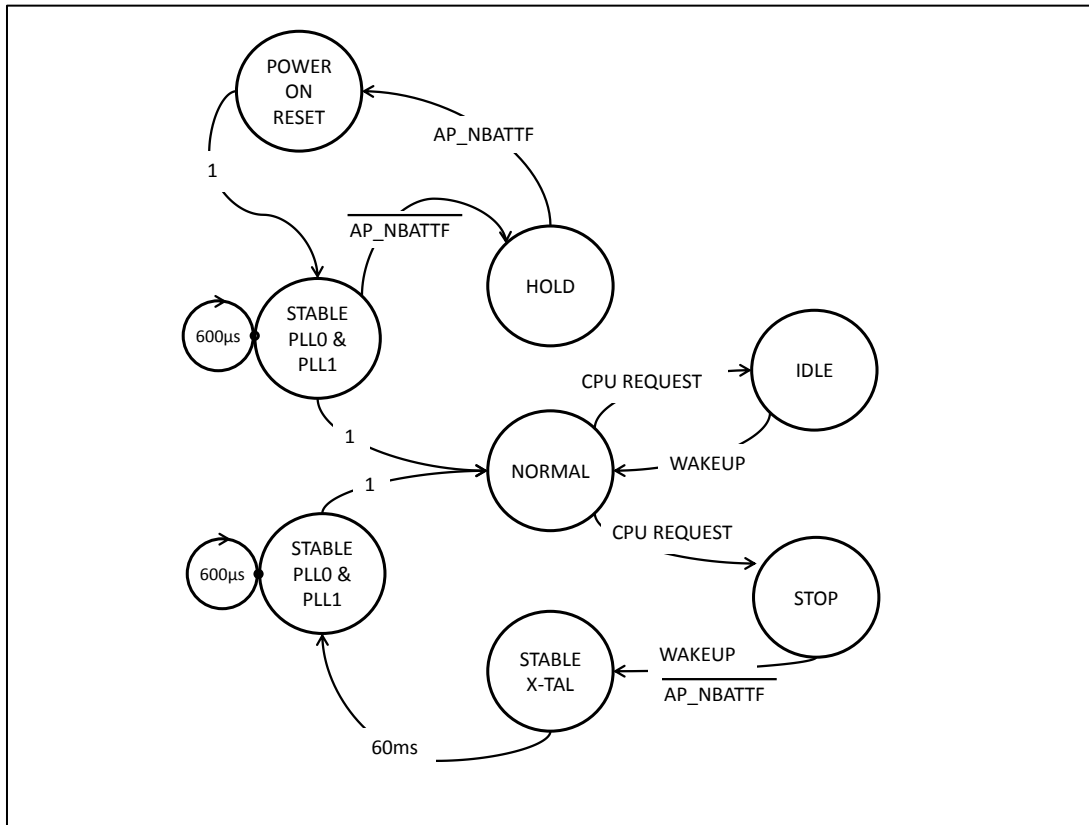 POWER
ON
RESET
AP_NBATTF
1
AP_NBATTF
HOLD
STABLE
PLL0 &
PLL1
600µs
IDLE
CPU REQUEST
1
NORMAL
WAKEUP
1
CPU REQUEST
STABLE
PLL0 &
PLL1
600µs
STOP
STABLE
X-TAL
WAKEUP
AP_NBATTF
60ms